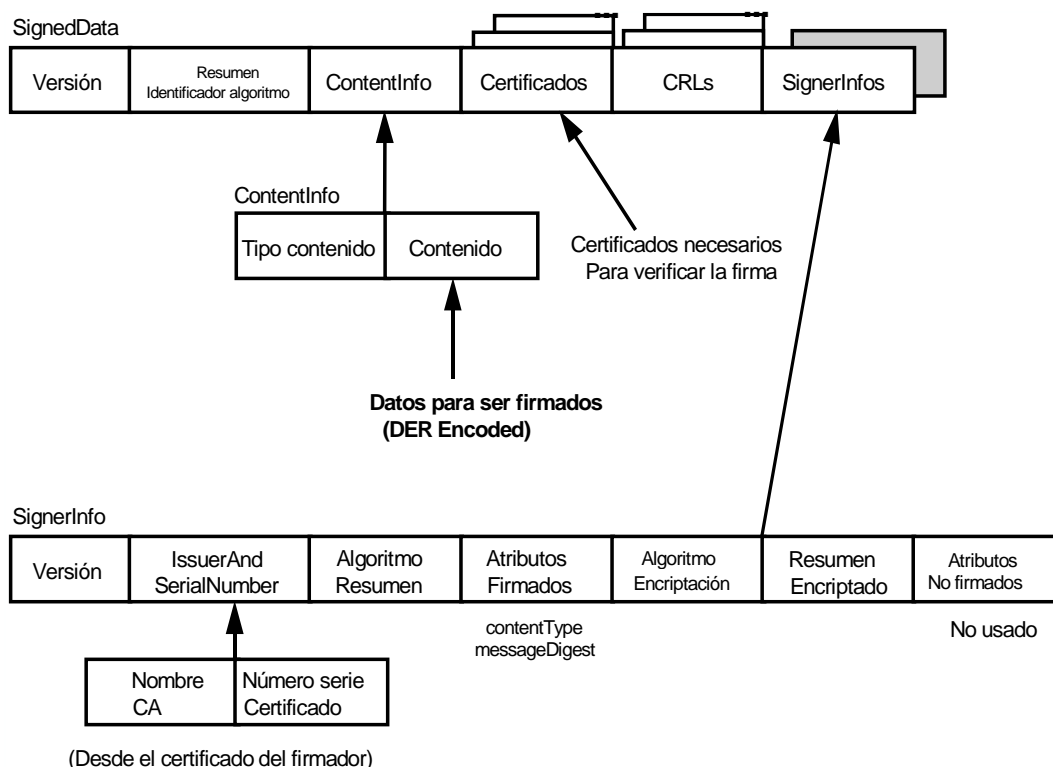 SignedData
Versión
Resumen
Identificador algoritmo
ContentInfo
Certificados
CRLs
SignerInfos
ContentInfo
Tipo contenido
Contenido
Certificados necesarios
Para verificar la firma
Datos para ser firmados
(DER Encoded)
SignerInfo
Versión
IssuerAnd
SerialNumber
Algoritmo
Resumen
Atributos
Firmados
Algoritmo
Encriptación
Resumen
Encriptado
Atributos
No firmados
contentType
messageDigest
No usado
Nombre
CA
Número serie
Certificado
(Desde el certificado del firmador)